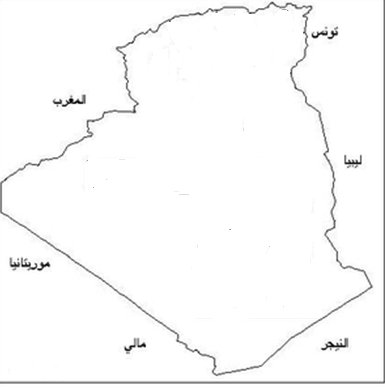 تونس
المغرب
ليبيا
موريتانيا
مالي
النيجر